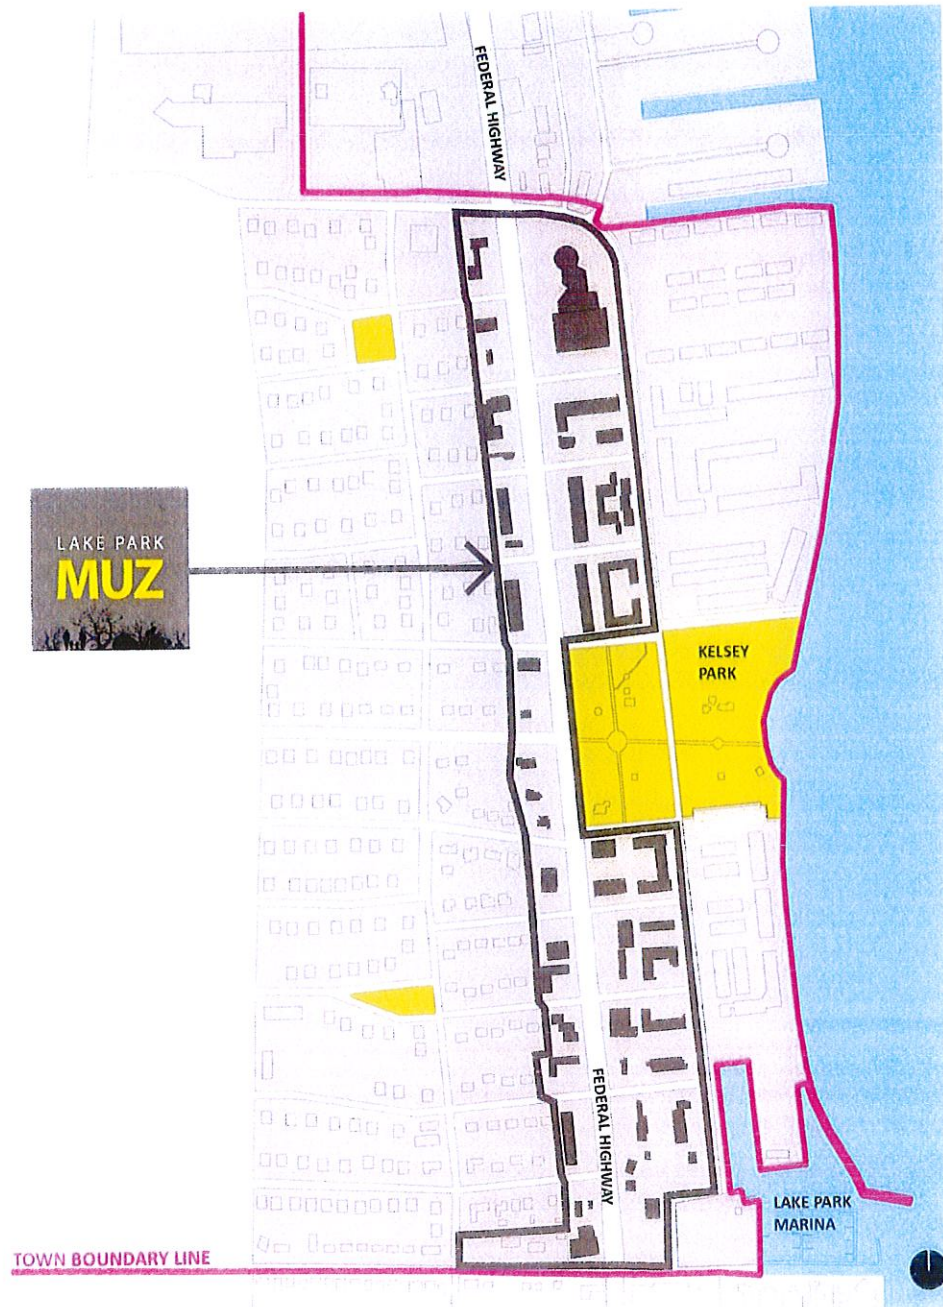 FEDERAL HIGHWAY
LAKE PARK
MUZ
KELSEY
PARK
FEDERAL HIGHWAY
LAKE PARK
MARINA
TOWN BOUNDARY LINE